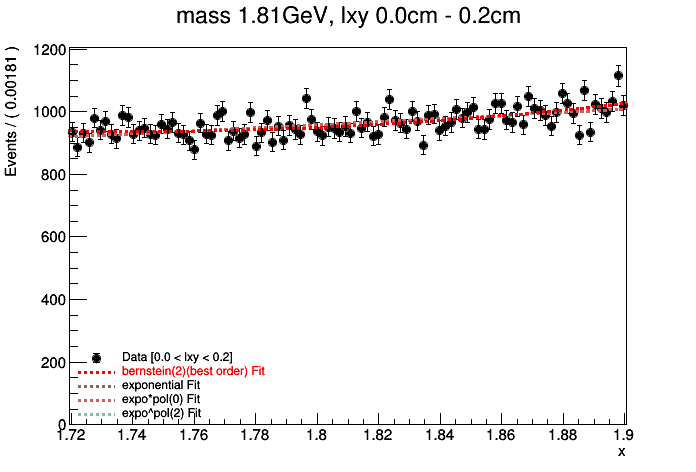 mass 1.81GeV, lxy 0.0cm - 0.2cm
Events / ( 0.00181 )
1200
1000
800
600
400
200
0
Data [0.0 < lxy < 0.2]
bernstein(2)(best order) Fit
exponential Fit
expo*pol(0) Fit
expo^pol(2) Fit
1.72 1.74 1.76 1.78 1.8 1.82 1.84 1.86 1.88 1.9
x